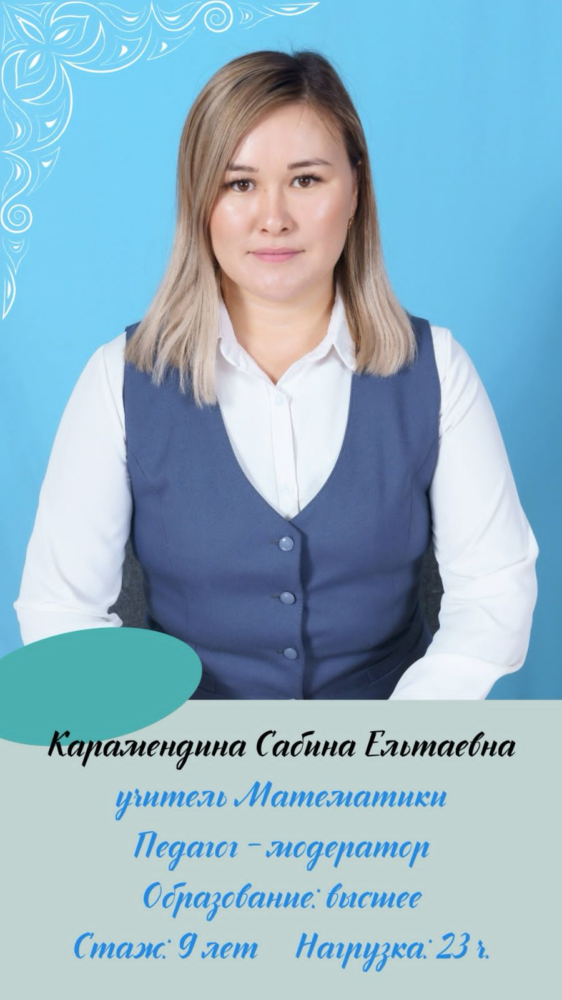 Карамендина Сабина Ельтаевна
учитель Математики
Педагог - модератор
Образование: высшее
Стаж: 9 лет Нагрузка: 23 ч.